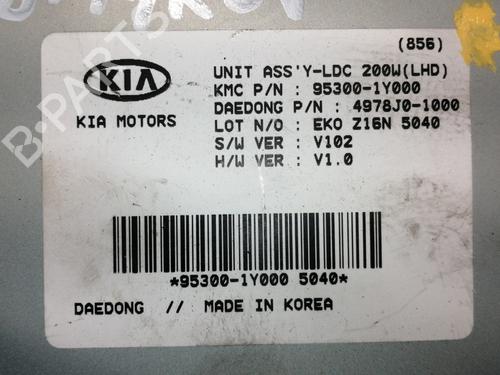 (856)
KIA
KIA MOTORS
UNIT ASS'Y-LDC 200W(LHD)
KMC P/N : 95300-1Y000
DAEDONG P/N : 4978J0-1000
LOT N/O : EKO Z16N 5040
S/W VER : V102
H/W VER : V1.0
*95300-1Y000 5040*
DAEDONG // MADE IN KOREA